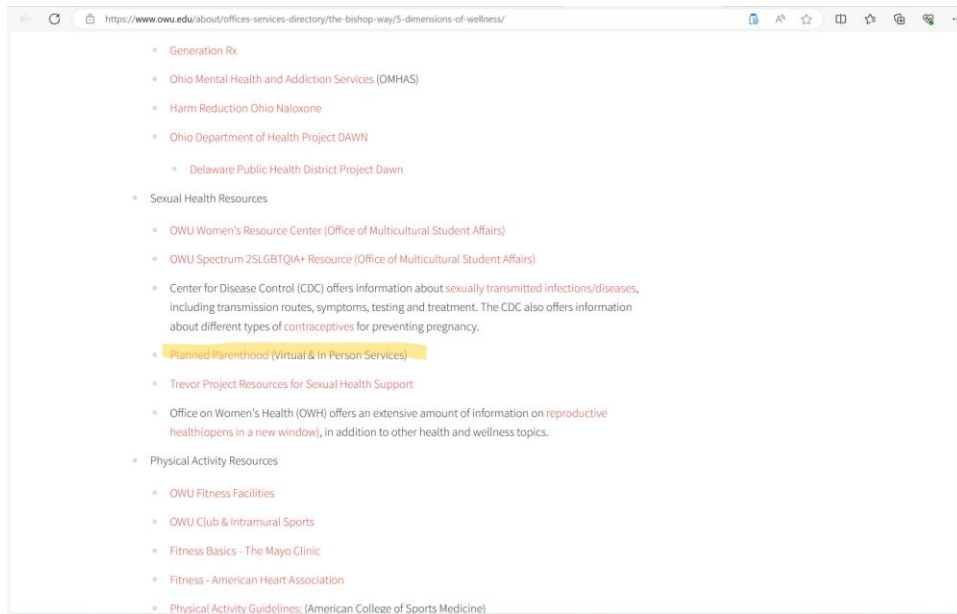 https://www.owu.edu/about/offices-services-directory/the-bishop-way/5-dimensions-of-wellness/
Generation Rx
Ohio Mental Health and Addiction Services (OMHAS)
Harm Reduction Ohio Naloxone
Ohio Department of Health Project DAWN
Delaware Public Health District Project Dawn
Sexual Health Resources
OWU Women's Resource Center (Office of Multicultural Student Affairs)
OWU Spectrum 2SLGBTQIA+ Resource (Office of Multicultural Student Affairs)
Center for Disease Control (CDC) offers information about sexually transmitted infections/diseases,
including transmission routes, symptoms, testing and treatment. The CDC also offers information
about different types of contraceptives for preventing pregnancy.
Planned Parenthood (Virtual & In Person Services)
Trevor Project Resources for Sexual Health Support
Office on Women's Health (OWH) offers an extensive amount of information on reproductive
health(opens in a new window), in addition to other health and wellness topics.
Physical Activity Resources
OWU Fitness Facilities
OWU Club & Intramural Sports
Fitness Basics - The Mayo Clinic
Fitness - American Heart Association
Physical Activity Guidelines: (American College of Sports Medicine)